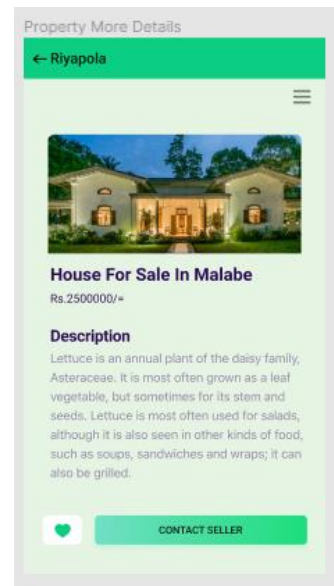 Property More Details
← Riyapola
House For Sale In Malabe
Rs.2500000/=
Description
Lettuce is an annual plant of the daisy family,
Asteraceae. It is most often grown as a leaf
vegetable, but sometimes for its stem and
seeds. Lettuce is most often used for salads,
although it is also seen in other kinds of food,
such as soups, sandwiches and wraps; it can
also be grilled.
CONTACT SELLER